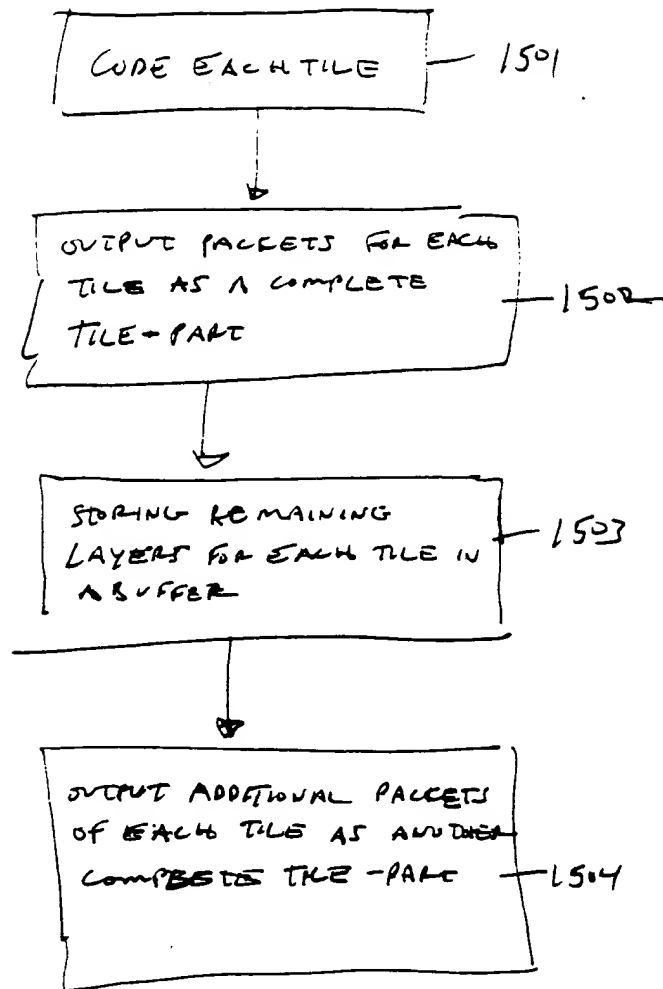 CODE EACH TILE
1501
OUTPUT PACKETS FOR EACH
TILE AS A COMPLETE
TILE-PART
1502
STORING REMAINING
LAYERS FOR EACH TILE IN
A BUFFER
1503
OUTPUT ADDITIONAL PACKETS
OF EACH TILE AS ANOTHER
COMPLETE TILE-PART
1504